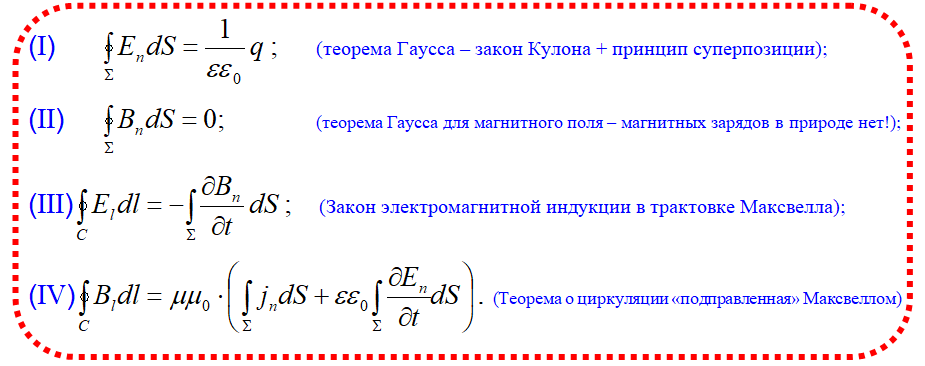 (I) ∮_Σ E_n dS = 1/(εε_0) q ; (теорема Гаусса – закон Кулона + принцип суперпозиции);
(II) ∮_Σ B_n dS = 0; (теорема Гаусса для магнитного поля – магнитных зарядов в природе нет!);
(III) ∮_C E_l dl = −∫_Σ ∂B_n/∂t dS ; (Закон электромагнитной индукции в трактовке Максвелла);
(IV) ∮_C B_l dl = μμ_0 · (∫_Σ j_n dS + εε_0 ∫_Σ ∂E_n/∂t dS) . (Теорема о циркуляции «подправленная» Максвеллом)